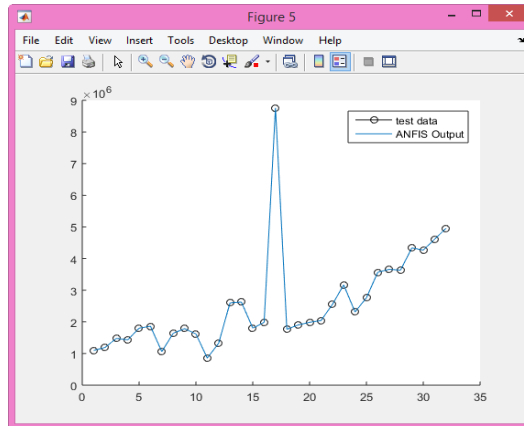 Figure 5
File Edit View Insert Tools Desktop Window Help
×10^6
9
8
7
6
5
4
3
2
1
0
test data
ANFIS Output
0 5 10 15 20 25 30 35